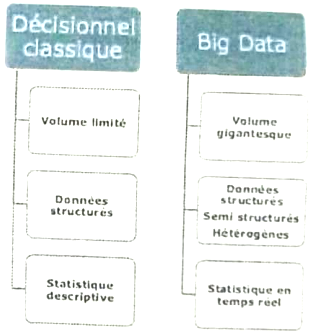 Décisionnel
classique
Volume limité
Données
structurés
Statistique
descriptive
Big Data
Volume
gigantesque
Données
structurés
Semi structurés
Hétérogènes
Statistique en
temps réel